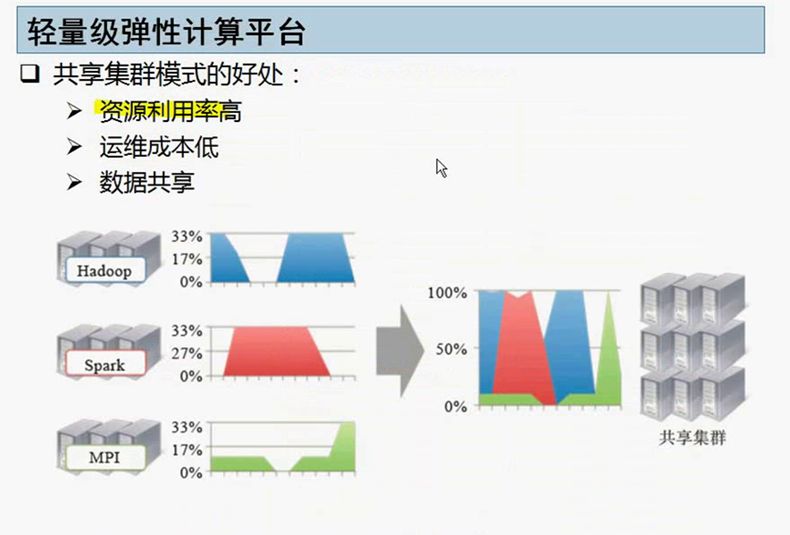 轻量级弹性计算平台
共享集群模式的好处：
资源利用率高
运维成本低
数据共享
Hadoop
33%
17%
0%
Spark
33%
27%
0%
MPI
33%
17%
0%
100%
50%
0%
共享集群